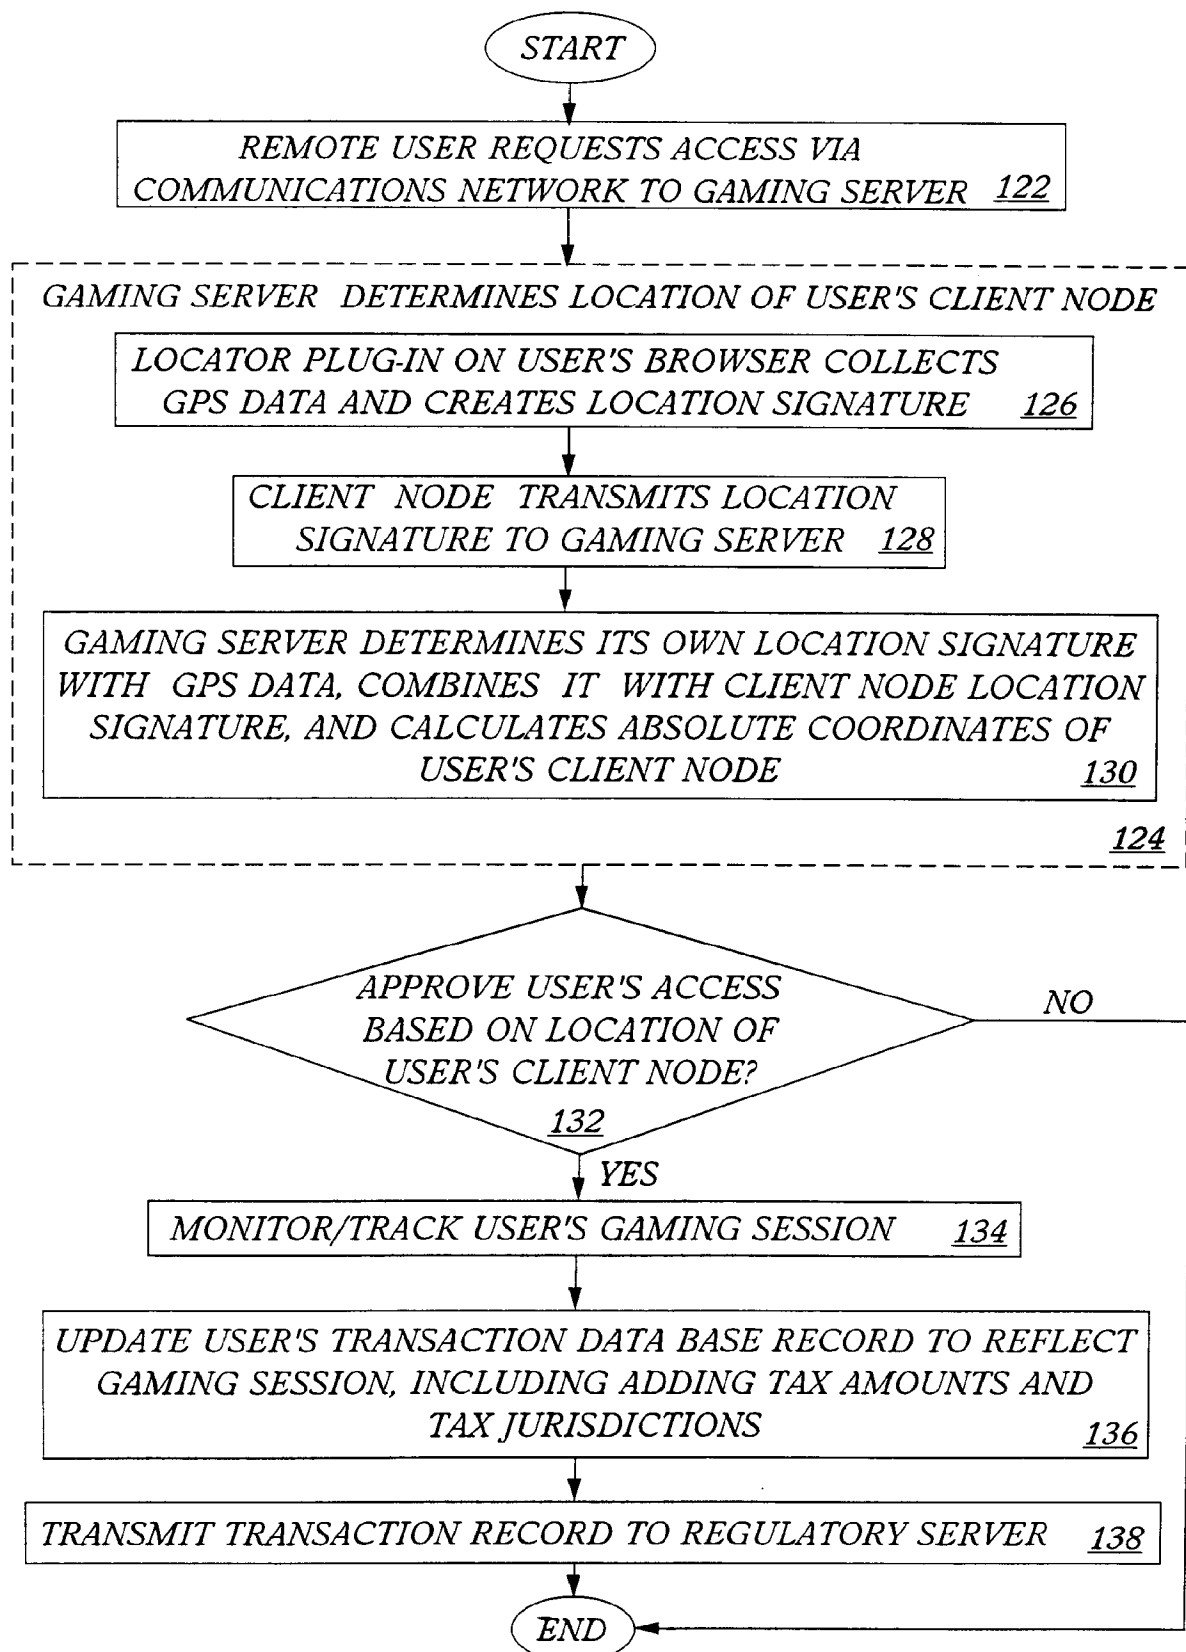 START
REMOTE USER REQUESTS ACCESS VIA
COMMUNICATIONS NETWORK TO GAMING SERVER 122
GAMING SERVER DETERMINES LOCATION OF USER'S CLIENT NODE
LOCATOR PLUG-IN ON USER'S BROWSER COLLECTS
GPS DATA AND CREATES LOCATION SIGNATURE 126
CLIENT NODE TRANSMITS LOCATION
SIGNATURE TO GAMING SERVER 128
GAMING SERVER DETERMINES ITS OWN LOCATION SIGNATURE
WITH GPS DATA, COMBINES IT WITH CLIENT NODE LOCATION
SIGNATURE, AND CALCULATES ABSOLUTE COORDINATES OF
USER'S CLIENT NODE 130
124
APPROVE USER'S ACCESS
BASED ON LOCATION OF
USER'S CLIENT NODE?
132
NO
YES
MONITOR/TRACK USER'S GAMING SESSION 134
UPDATE USER'S TRANSACTION DATA BASE RECORD TO REFLECT
GAMING SESSION, INCLUDING ADDING TAX AMOUNTS AND
TAX JURISDICTIONS 136
TRANSMIT TRANSACTION RECORD TO REGULATORY SERVER 138
END